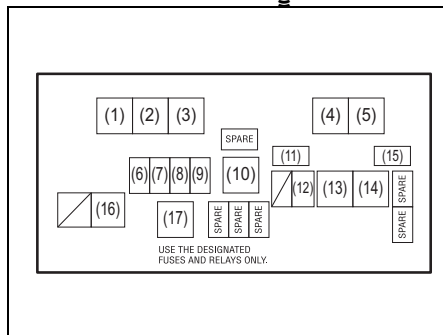 (1) (2) (3) (4) (5)
SPARE
(11) (15)
(6) (7) (8) (9) (10)
(12) (13) (14) SPARE
(16) (17) SPARE SPARE SPARE SPARE
USE THE DESIGNATED
FUSES AND RELAYS ONLY.